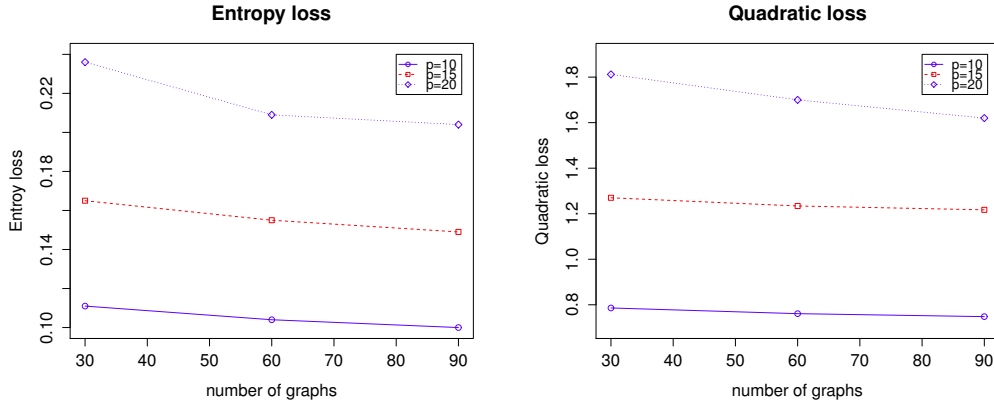 Entropy loss
Entroy loss
0.10
0.14
0.18
0.22
p=10
p=15
p=20
30
40
50
60
70
80
90
number of graphs
Quadratic loss
Quadratic loss
0.8
1.0
1.2
1.4
1.6
1.8
p=10
p=15
p=20
30
40
50
60
70
80
90
number of graphs